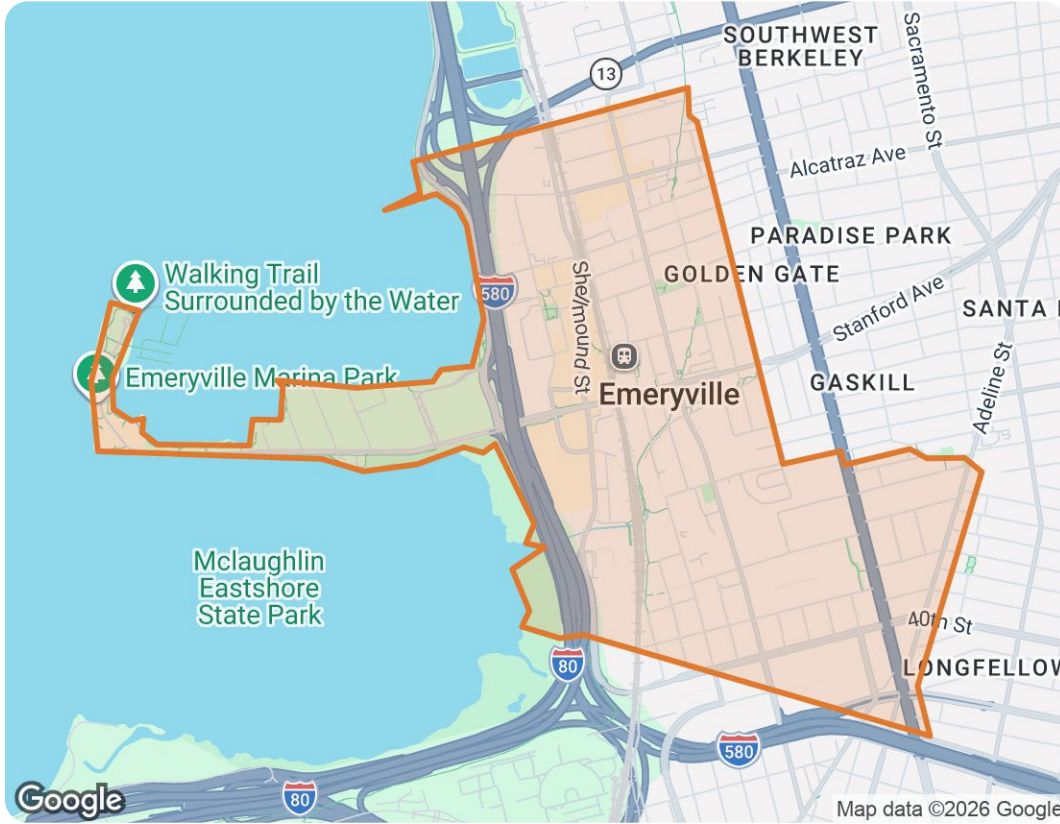 SOUTHWEST
BERKELEY
Sacramento St
13
Alcatraz Ave
PARADISE PARK
Walking Trail
Surrounded by the Water
580
She/mound St
GOLDEN GATE
Stanford Ave
SANTA
Emeryville Marina Park
Emeryville
GASKILL
Adeline St
Mclaughlin
Eastshore
State Park
40th St
80
LONGFELLOW
580
80
Google
Map data ©2026 Google